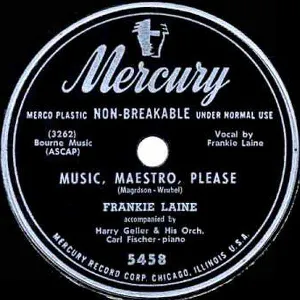 Mercury
MERCO PLASTIC NON-BREAKABLE UNDER NORMAL USE
(3262)
Bourne Music
(ASCAP)
Vocal by
Frankie Laine
MUSIC, MAESTRO, PLEASE
(Magidson-Wrubel)
FRANKIE LAINE
accompanied by
Harry Geller & His Orch.
Carl Fischer-piano
5458
MERCURY RECORD CORP. CHICAGO, ILLINOIS U.S.A.